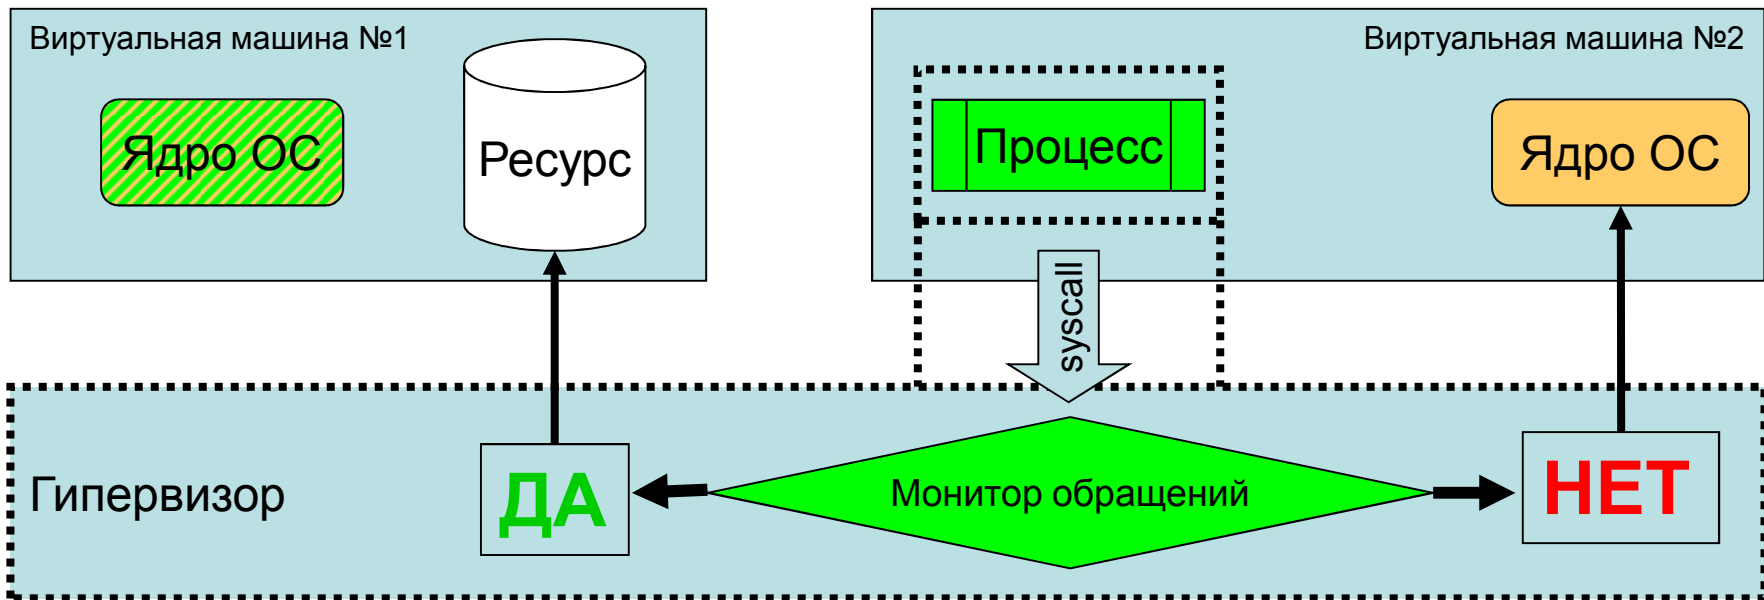 Виртуальная машина №1
Виртуальная машина №2
Ядро ОС
Ресурс
Процесс
Ядро ОС
syscall
Гипервизор
ДА
Монитор обращений
НЕТ